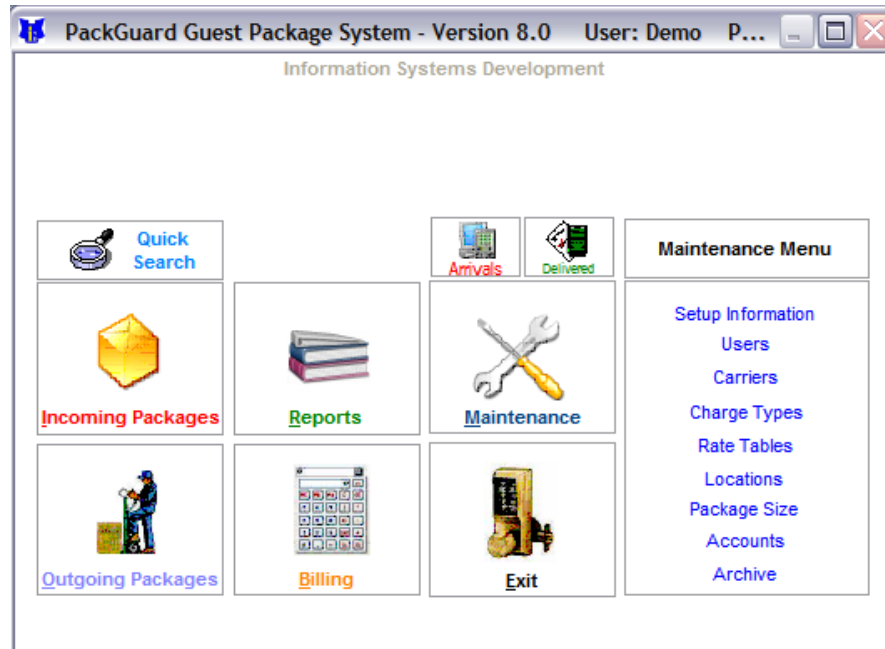 PackGuard Guest Package System - Version 8.0 User: Demo P...
Information Systems Development
Quick
Search
Arrivals
Delivered
Maintenance Menu
Incoming Packages
Reports
Maintenance
Setup Information
Users
Carriers
Charge Types
Rate Tables
Locations
Package Size
Accounts
Archive
Outgoing Packages
Billing
Exit